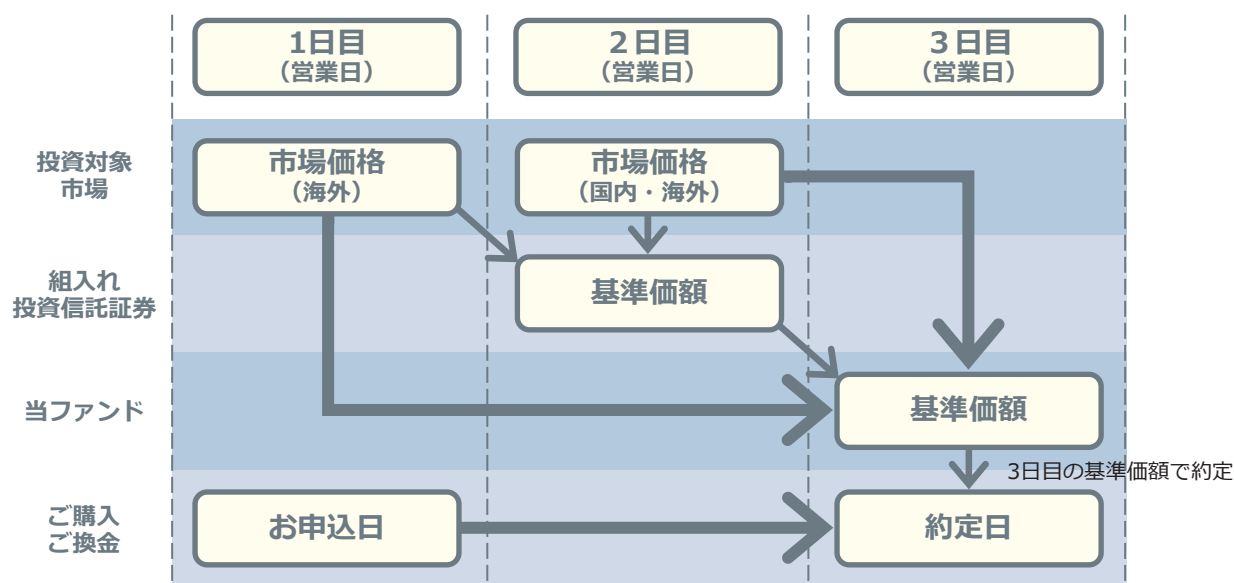 1日目
（営業日）
２日目
（営業日）
３日目
（営業日）
投資対象
市場
市場価格
（海外）
市場価格
（国内・海外）
組入れ
投資信託証券
基準価額
当ファンド
基準価額
3日目の基準価額で約定
ご購入
ご換金
お申込日
約定日